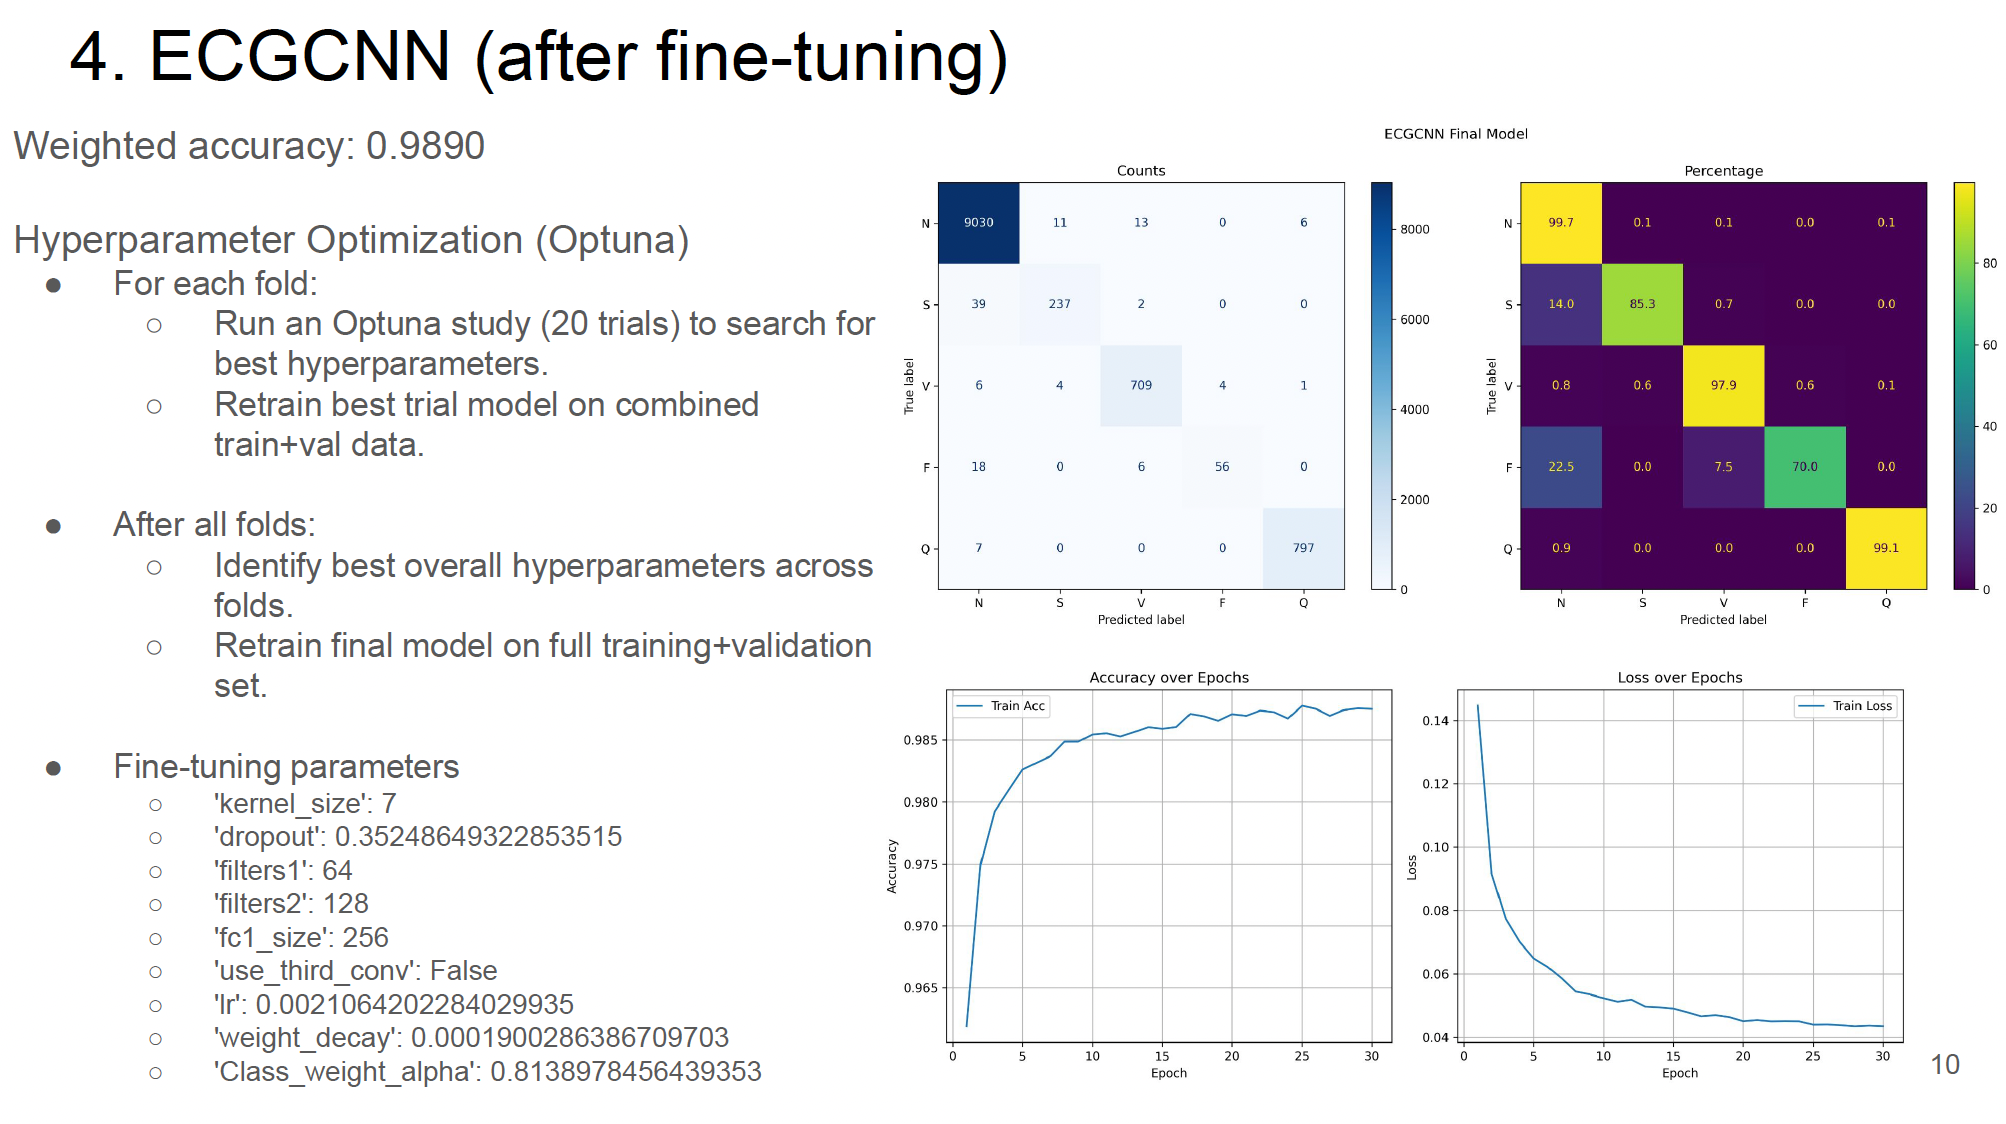 4. ECGCNN (after fine-tuning)
Weighted accuracy: 0.9890
Hyperparameter Optimization (Optuna)
● For each fold:
○ Run an Optuna study (20 trials) to search for
best hyperparameters.
○ Retrain best trial model on combined
train+val data.
● After all folds:
○ Identify best overall hyperparameters across
folds.
○ Retrain final model on full training+validation
set.
● Fine-tuning parameters
○ 'kernel_size': 7
○ 'dropout': 0.35248649322853515
○ 'filters1': 64
○ 'filters2': 128
○ 'fc1_size': 256
○ 'use_third_conv': False
○ 'lr': 0.0021064202284029935
○ 'weight_decay': 0.0001900286386709703
○ 'Class_weight_alpha': 0.8138978456439353
ECGCNN Final Model
Counts
True label
N 9030 11 13 0 6
S 39 237 2 0 0
V 6 4 709 4 1
F 18 0 6 56 0
Q 7 0 0 0 797
N S V F Q
Predicted label
8000
6000
4000
2000
0
Percentage
True label
N 99.7 0.1 0.1 0.0 0.1
S 14.0 85.3 0.7 0.0 0.0
V 0.8 0.6 97.9 0.6 0.1
F 22.5 0.0 7.5 70.0 0.0
Q 0.9 0.0 0.0 0.0 99.1
N S V F Q
Predicted label
80
60
40
20
0
Accuracy over Epochs
Train Acc
Accuracy
0.985
0.980
0.975
0.970
0.965
0 5 10 15 20 25 30
Epoch
Loss over Epochs
Train Loss
Loss
0.14
0.12
0.10
0.08
0.06
0.04
0 5 10 15 20 25 30
Epoch
10